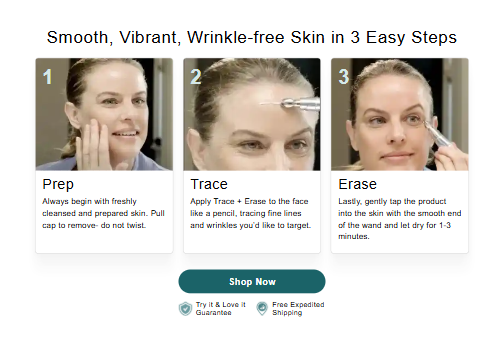 Smooth, Vibrant, Wrinkle-free Skin in 3 Easy Steps
1
2
3
Prep
Always begin with freshly
cleansed and prepared skin. Pull
cap to remove- do not twist.
Trace
Apply Trace + Erase to the face
like a pencil, tracing fine lines
and wrinkles you'd like to target.
Erase
Lastly, gently tap the product
into the skin with the smooth end
of the wand and let dry for 1-3
minutes.
Shop Now
Try it & Love it
Guarantee
Free Expedited
Shipping